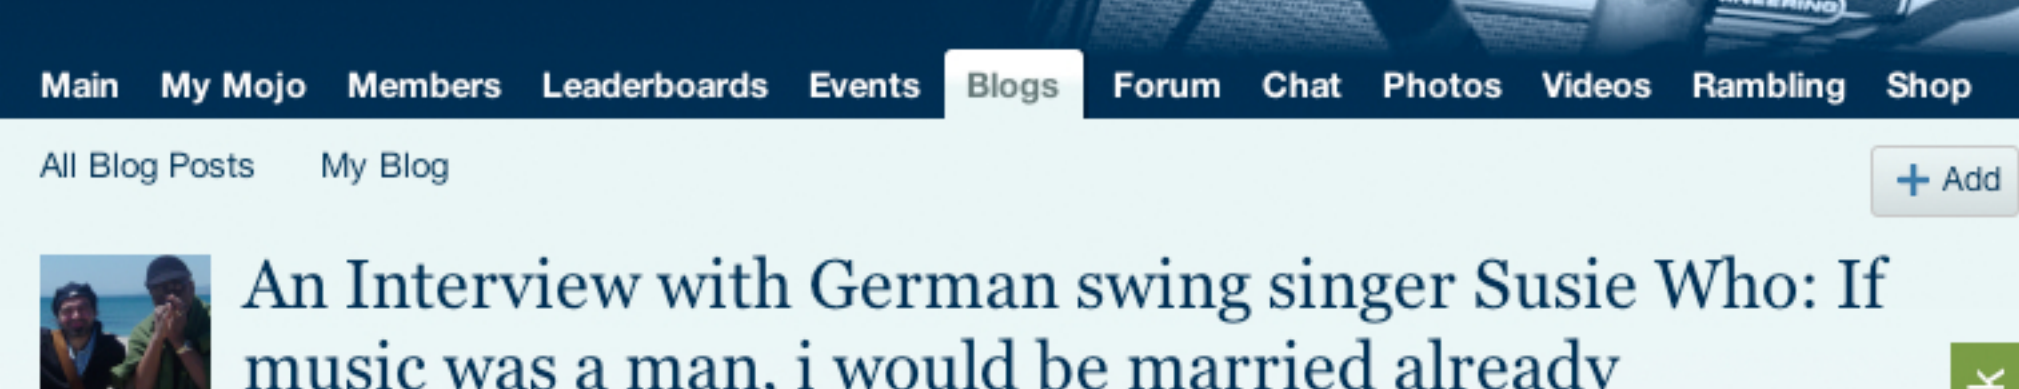 Main My Mojo Members Leaderboards Events Blogs Forum Chat Photos Videos Rambling Shop
All Blog Posts My Blog
+ Add
An Interview with German swing singer Susie Who: If
music was a man, i would be married already